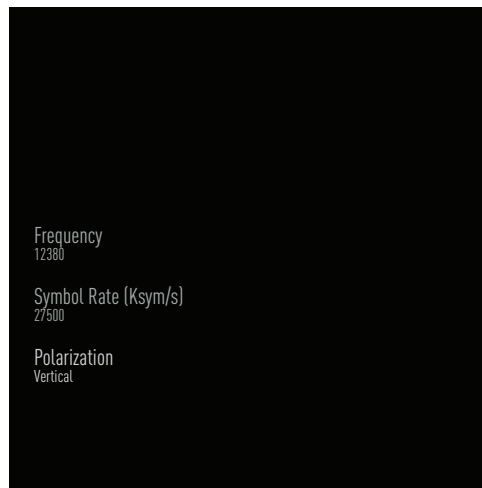 Frequency
12380
Symbol Rate (Ksym/s)
27500
Polarization
Vertical